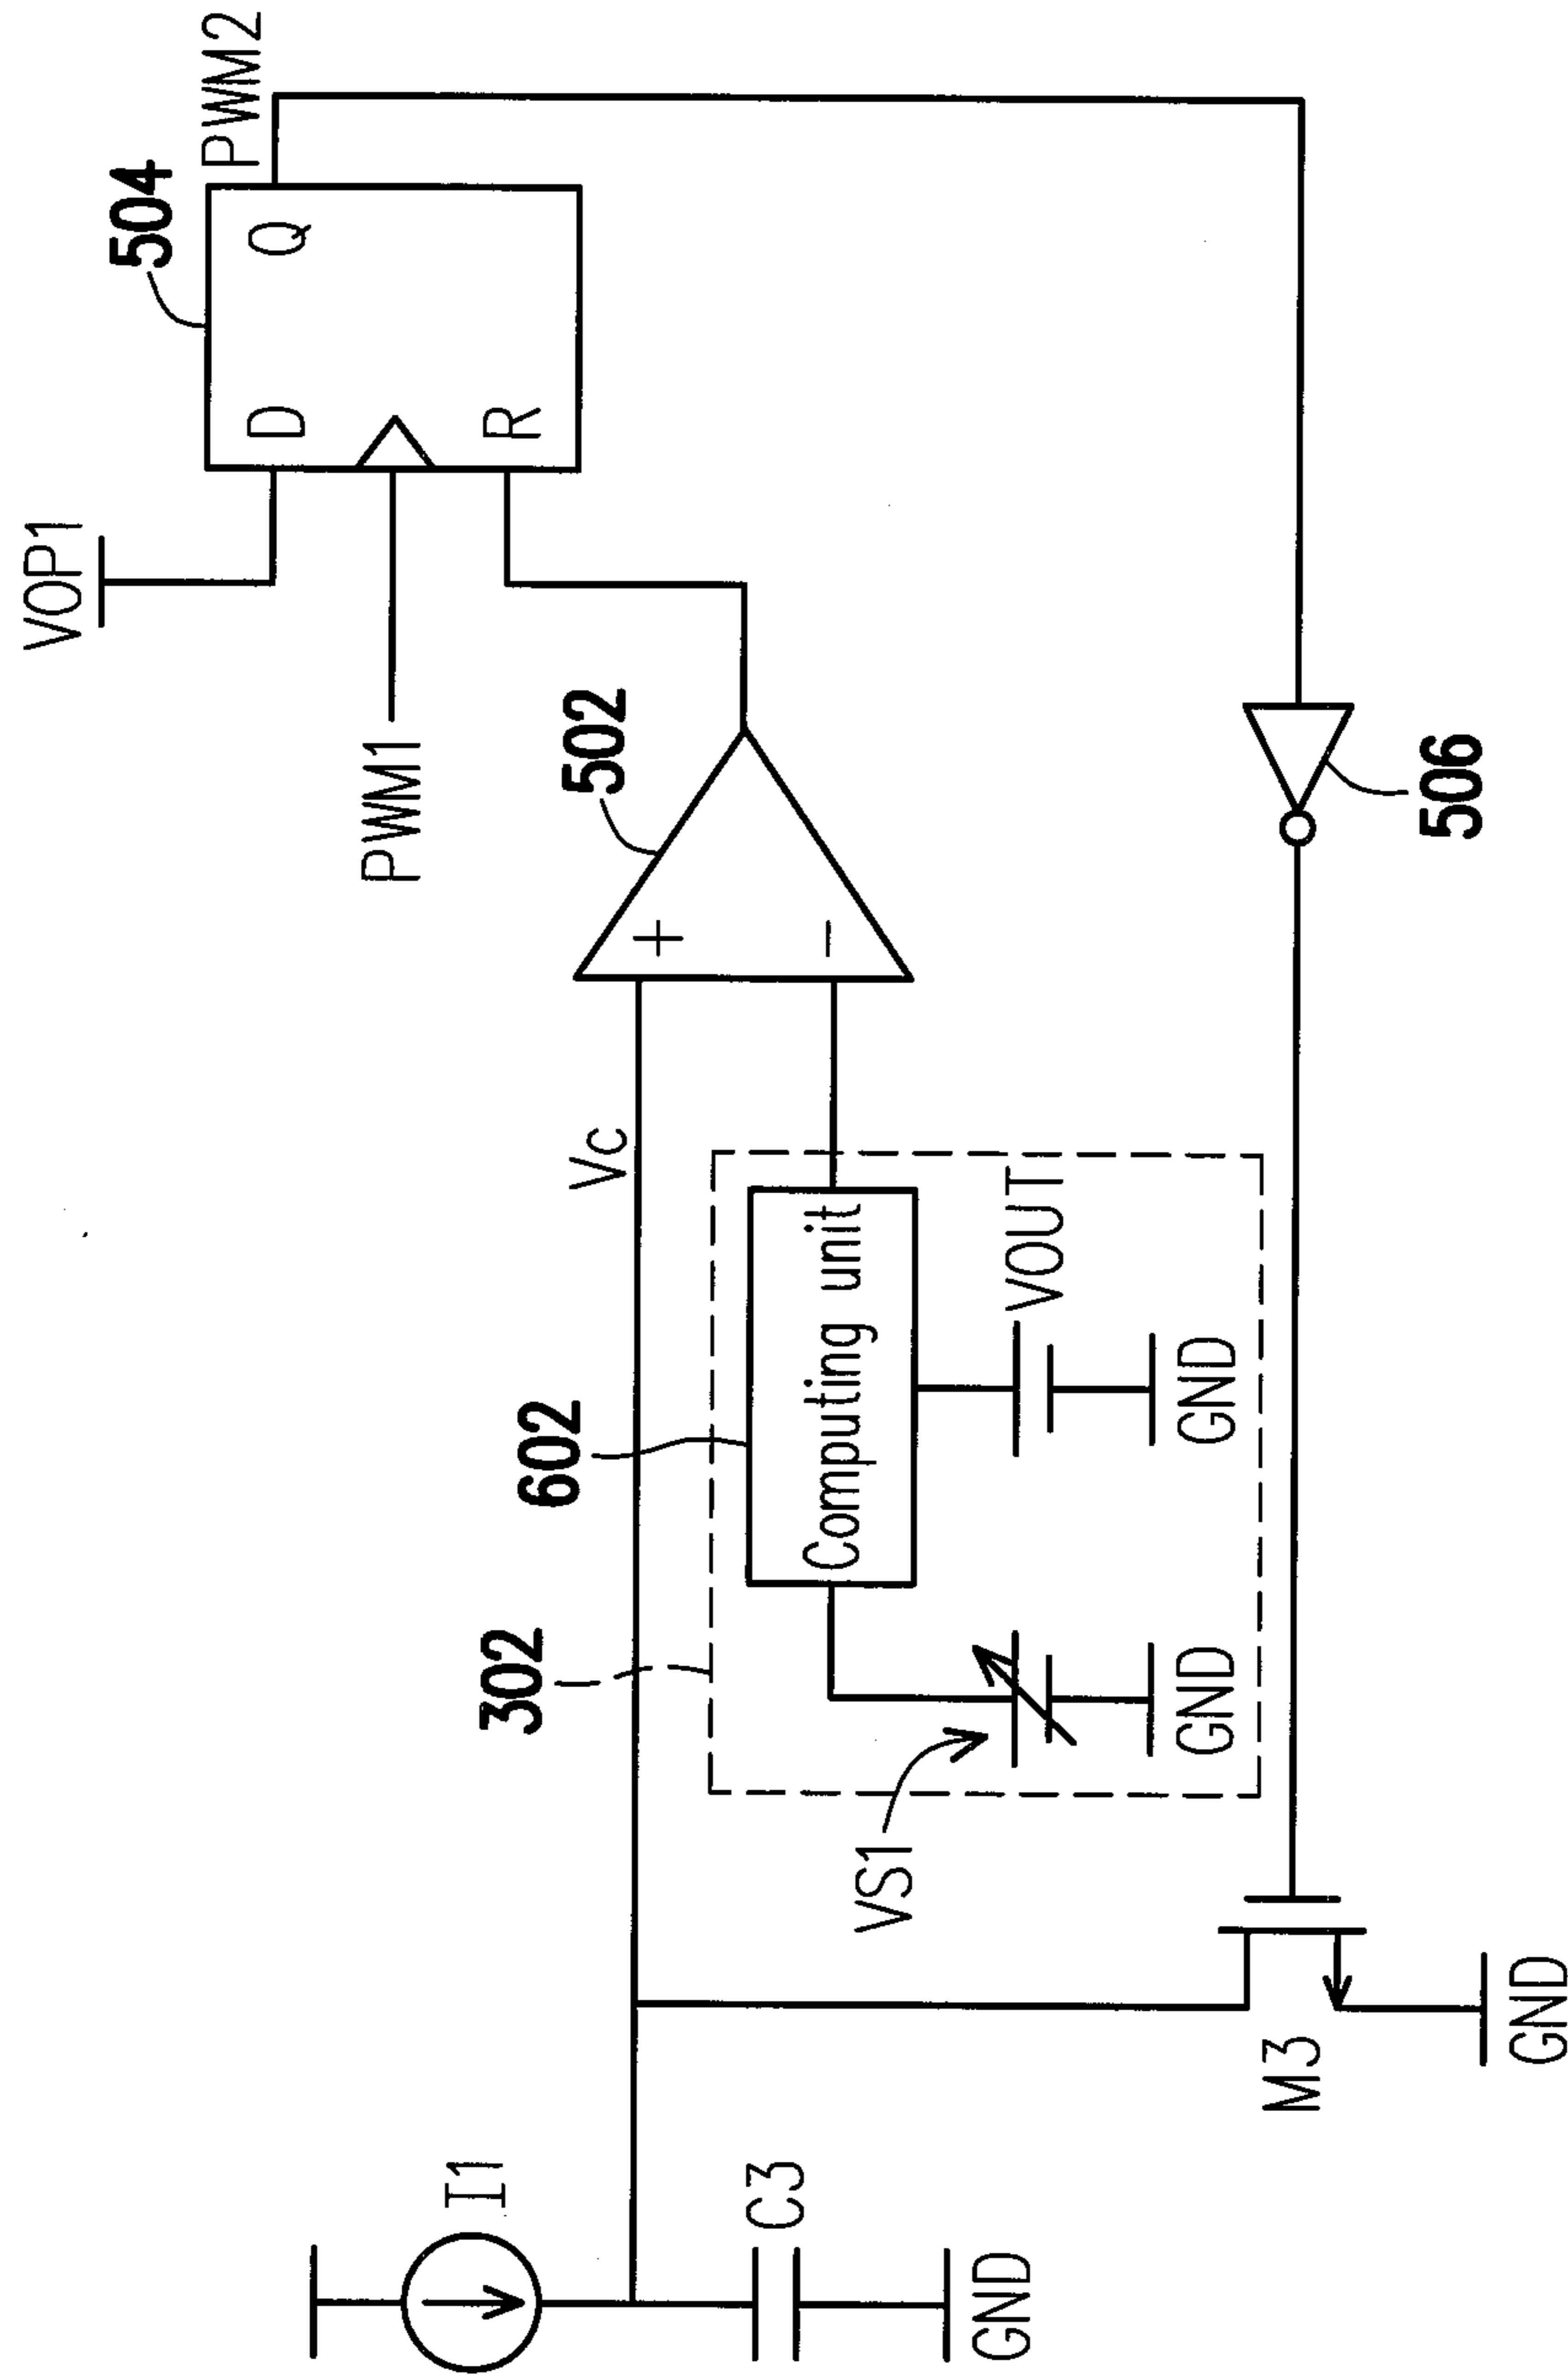 VOP1
504
PWM2
D
Q
PWM1
R
502
Vc
+
−
302
602
Computing unit
VS1
VOUT
GND
GND
I1
C3
GND
M3
GND
506